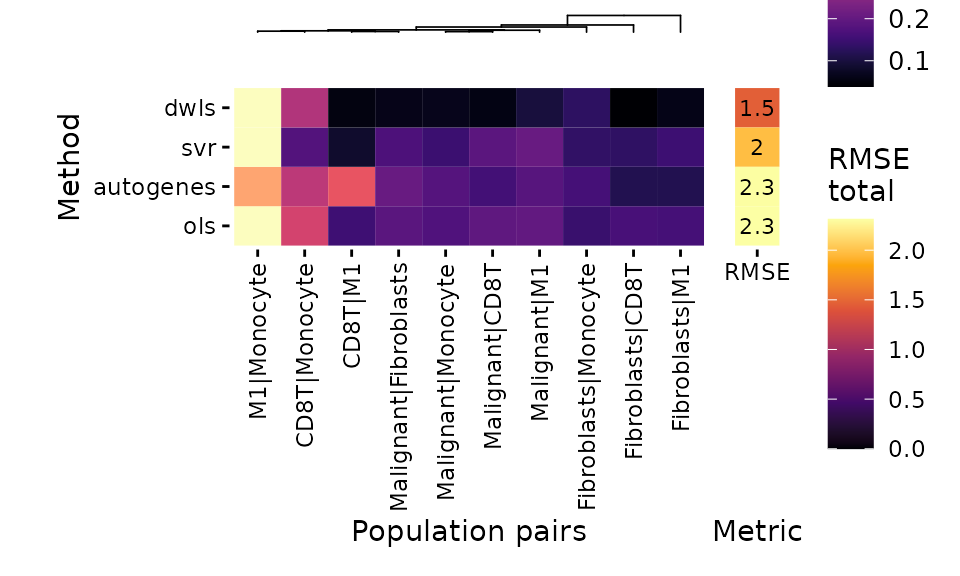 0.2
0.1
Method
dwls
svr
autogenes
ols
1.5
2
2.3
2.3
RMSE
M1|Monocyte
CD8T|Monocyte
CD8T|M1
Malignant|Fibroblasts
Malignant|Monocyte
Malignant|CD8T
Malignant|M1
Fibroblasts|Monocyte
Fibroblasts|CD8T
Fibroblasts|M1
Population pairs
Metric
RMSE
total
2.0
1.5
1.0
0.5
0.0